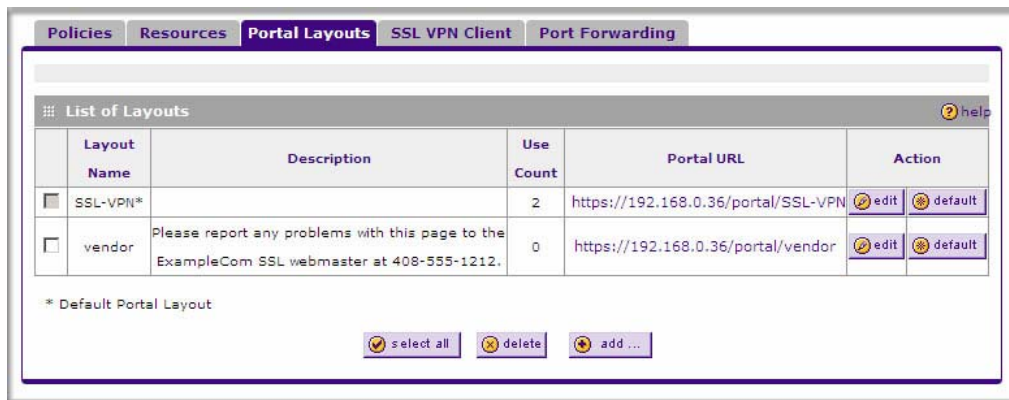 Policies Resources Portal Layouts SSL VPN Client Port Forwarding
List of Layouts help
Layout Name Description Use Count Portal URL Action
SSL-VPN* 2 https://192.168.0.36/portal/SSL-VPN edit default
vendor Please report any problems with this page to the ExampleCom SSL webmaster at 408-555-1212. 0 https://192.168.0.36/portal/vendor edit default
* Default Portal Layout
select all delete add ...